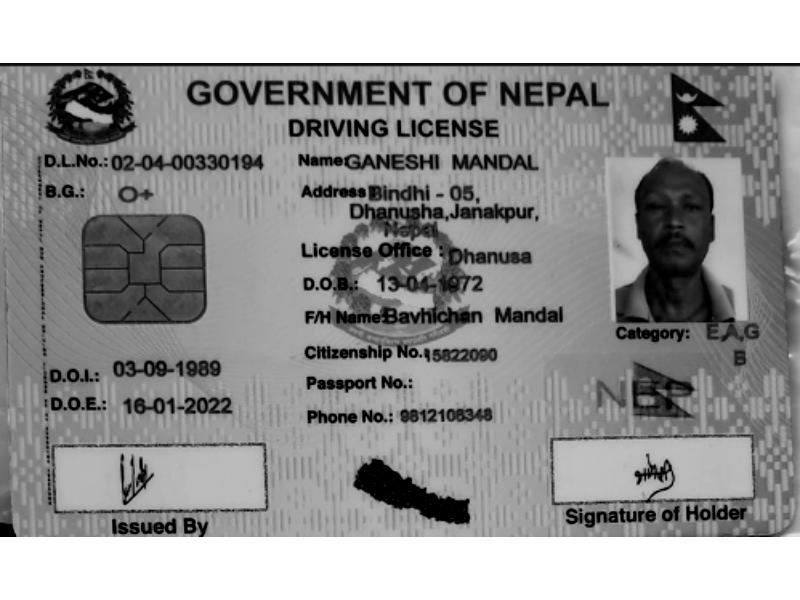 GOVERNMENT OF NEPAL
DRIVING LICENSE
D.L.No.: 02-04-00330194
B.G.: O+
Name: GANESHI MANDAL
Address Bindhi - 05,
Dhanusha,Janakpur,
Nepal
License Office : Dhanusa
D.O.B.: 13-04-1972
F/H Name: Bavhichan Mandal
Citizenship No.: 15822090
Passport No.:
Phone No.: 9812108348
Category: E,A,G
B
D.O.I.: 03-09-1989
D.O.E.: 16-01-2022
NEP
Issued By
Signature of Holder